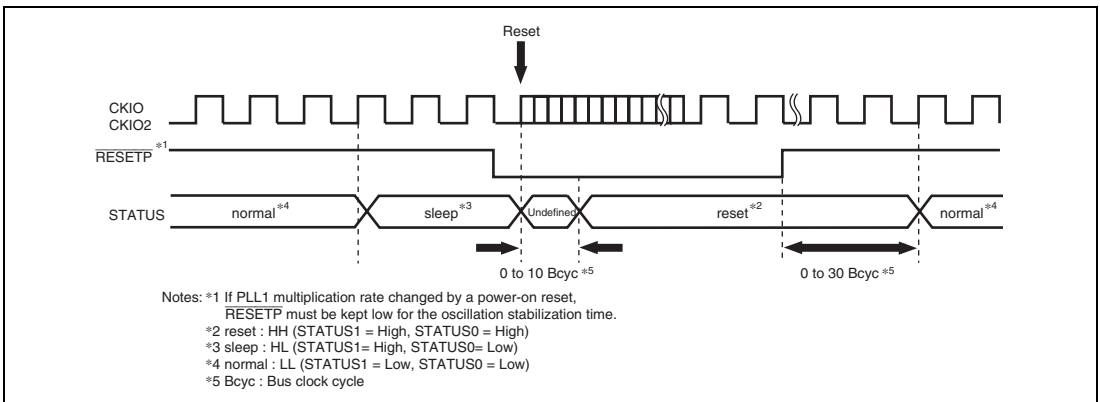 Reset
CKIO
CKIO2
RESETP *1
STATUS
normal*4
sleep*3
Undefined
reset*2
normal*4
0 to 10 Bcyc *5
0 to 30 Bcyc *5
Notes: *1 If PLL1 multiplication rate changed by a power-on reset,
RESETP must be kept low for the oscillation stabilization time.
*2 reset : HH (STATUS1 = High, STATUS0 = High)
*3 sleep : HL (STATUS1= High, STATUS0= Low)
*4 normal : LL (STATUS1 = Low, STATUS0 = Low)
*5 Bcyc : Bus clock cycle